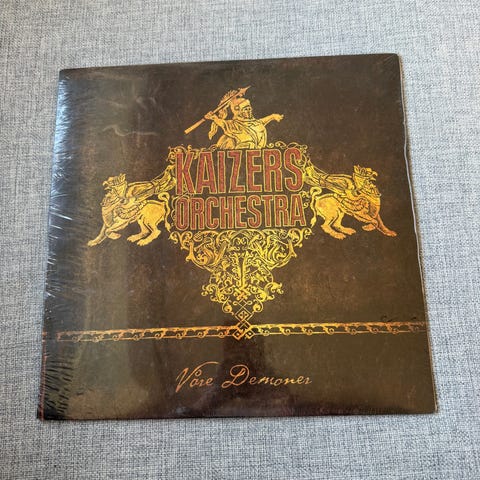 KAIZERS
ORCHESTRA
Våre Demoner